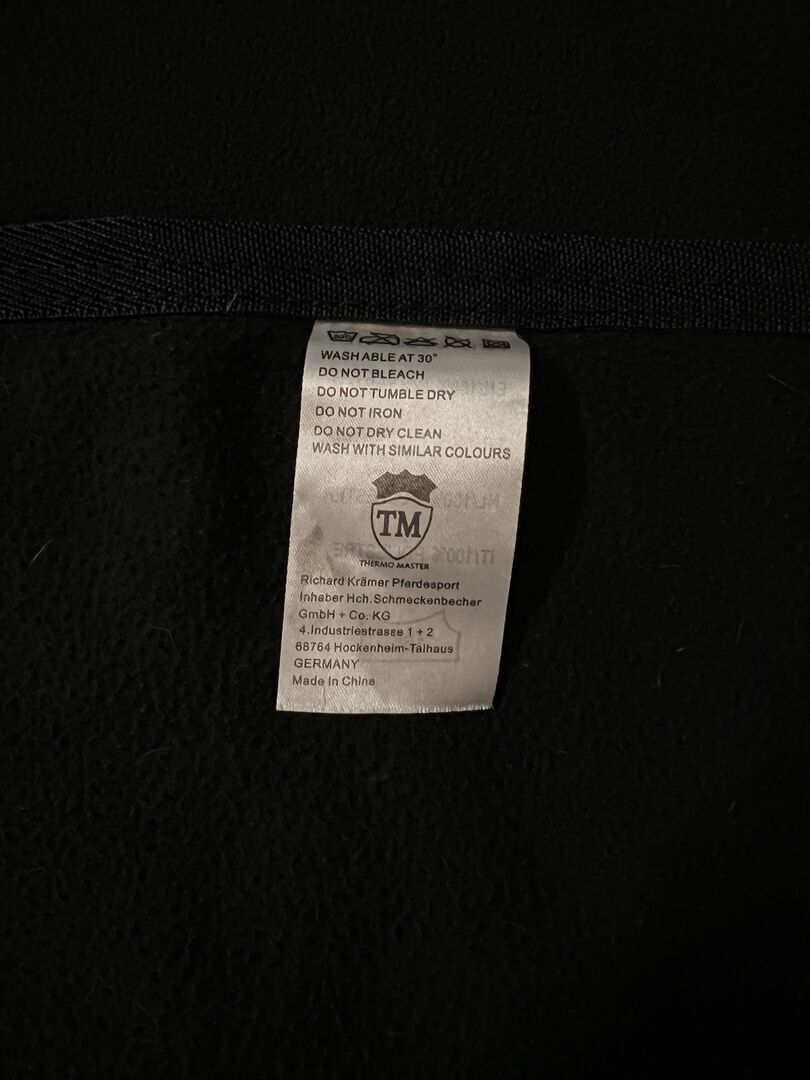 WASHABLE AT 30°
DO NOT BLEACH
DO NOT TUMBLE DRY
DO NOT IRON
DO NOT DRY CLEAN
WASH WITH SIMILAR COLOURS
TM
THERMO MASTER
Richard Krämer Pferdesport
Inhaber Hch.Schmeckenbecher
GmbH + Co. KG
4.Industriestrasse 1 + 2
68764 Hockenheim-Talhaus
GERMANY
Made In China